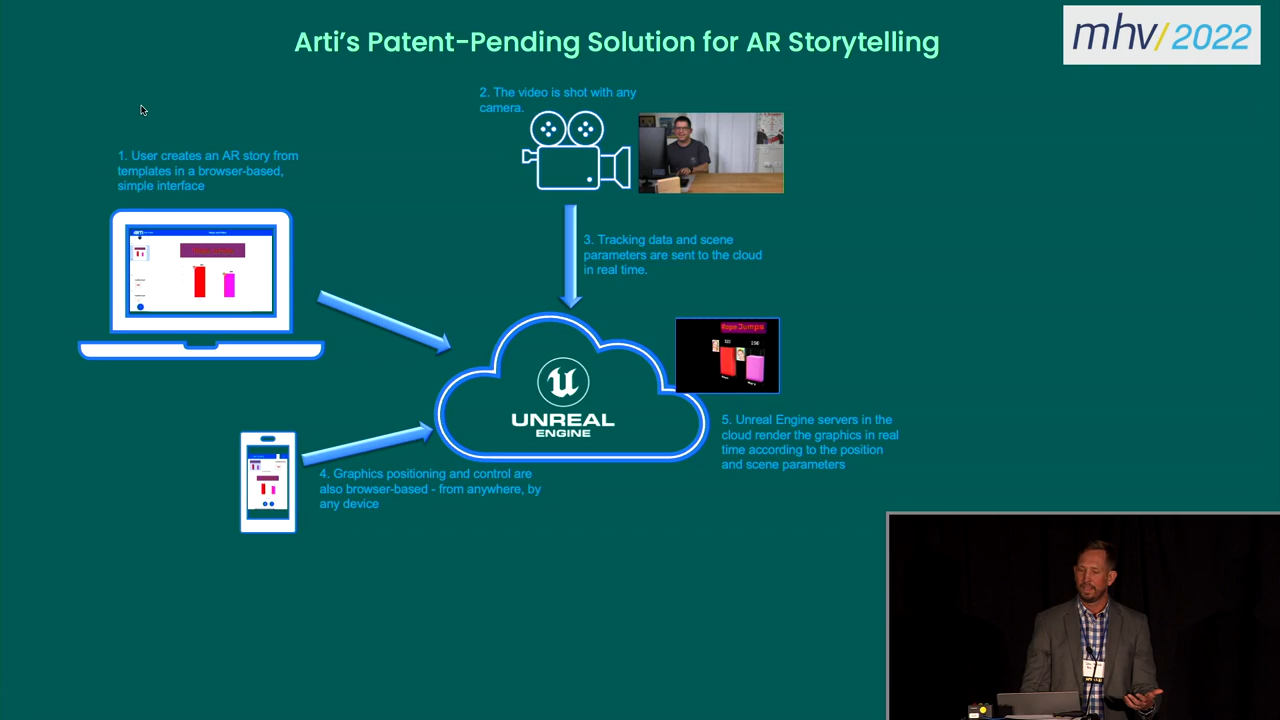 Arti's Patent-Pending Solution for AR Storytelling
mhv/2022
2. The video is shot with any
camera.
1. User creates an AR story from
templates in a browser-based,
simple interface
3. Tracking data and scene
parameters are sent to the cloud
in real time.
Rope Jumps
UNREAL
ENGINE
5. Unreal Engine servers in the
cloud render the graphics in real
time according to the position
and scene parameters
4. Graphics positioning and control are
also browser-based - from anywhere, by
any device